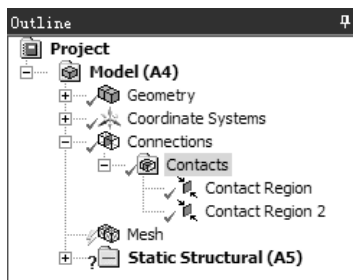 Outline
Project
Model (A4)
Geometry
Coordinate Systems
Connections
Contacts
Contact Region
Contact Region 2
Mesh
Static Structural (A5)